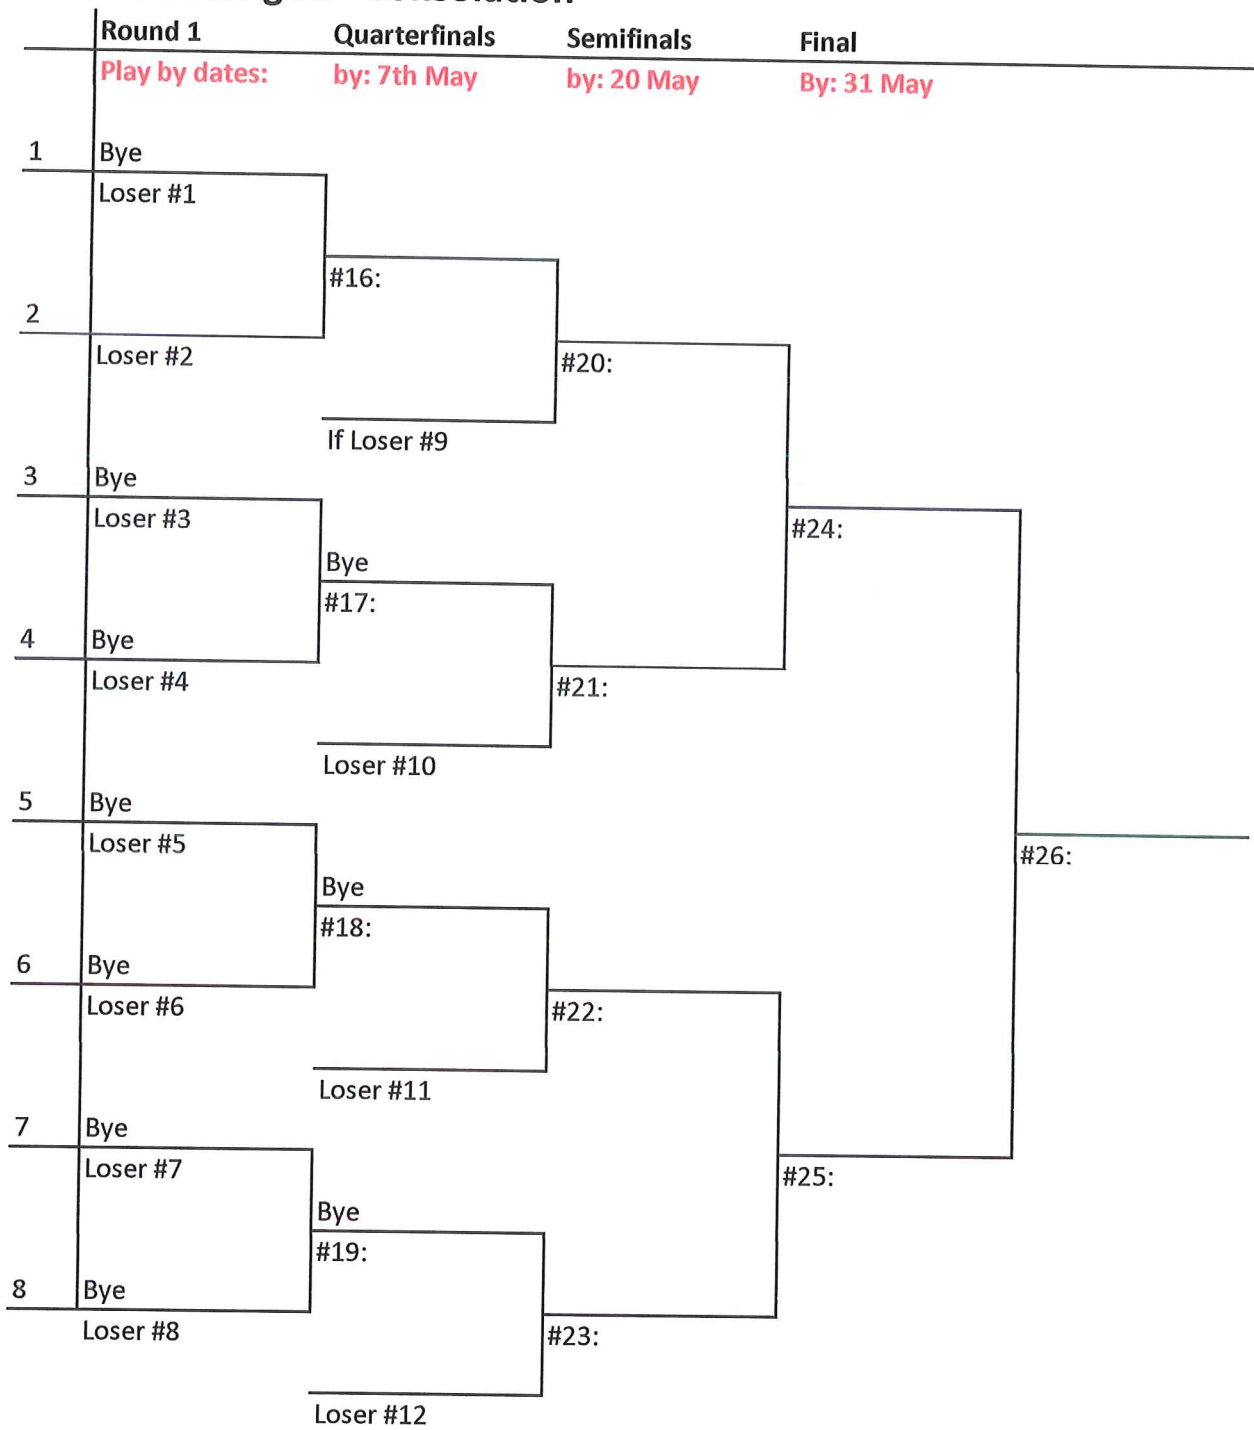 Round 1 Quarterfinals Semifinals Final
Play by dates: by: 7th May by: 20 May By: 31 May
1 Bye
Loser #1
#16:
2
Loser #2
#20:
If Loser #9
3 Bye
Loser #3
#24:
Bye
#17:
4 Bye
Loser #4
#21:
Loser #10
5 Bye
Loser #5
#26:
Bye
#18:
6 Bye
Loser #6
#22:
Loser #11
7 Bye
Loser #7
#25:
Bye
#19:
8 Bye
Loser #8
#23:
Loser #12